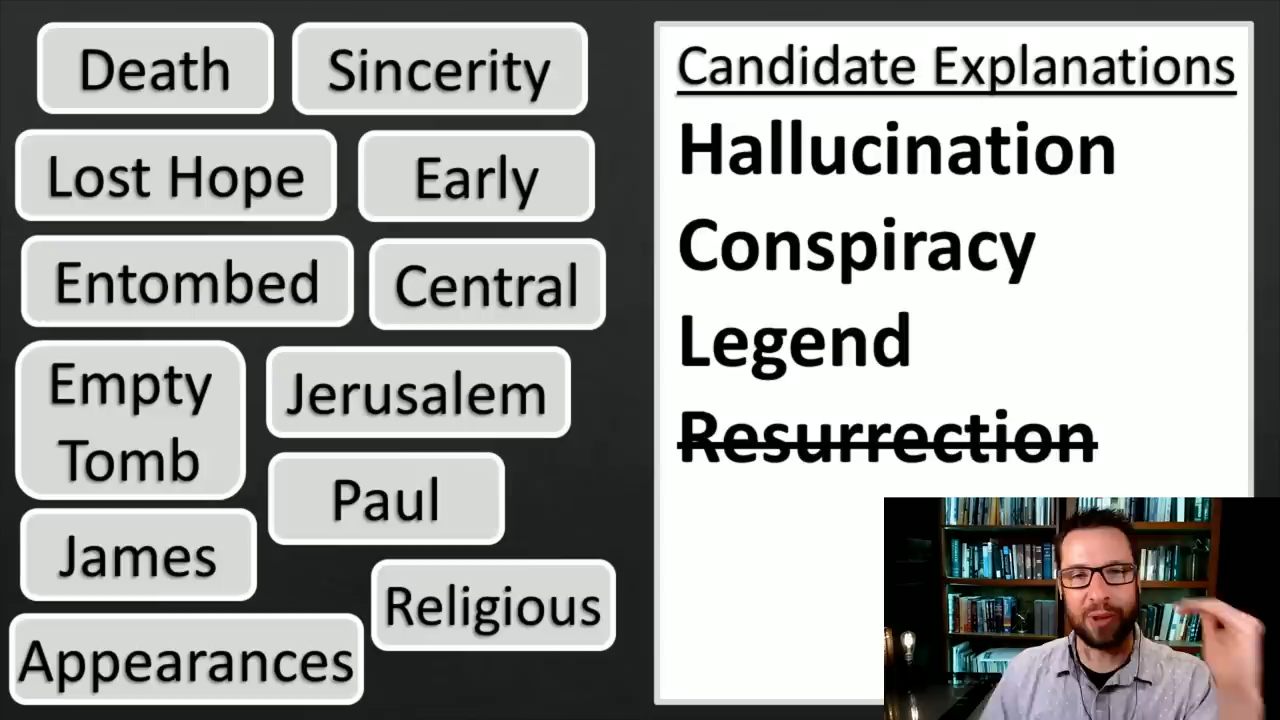 Death
Sincerity
Lost Hope
Early
Entombed
Central
Empty
Tomb
Jerusalem
Paul
James
Religious
Appearances
Candidate Explanations
Hallucination
Conspiracy
Legend
Resurrection